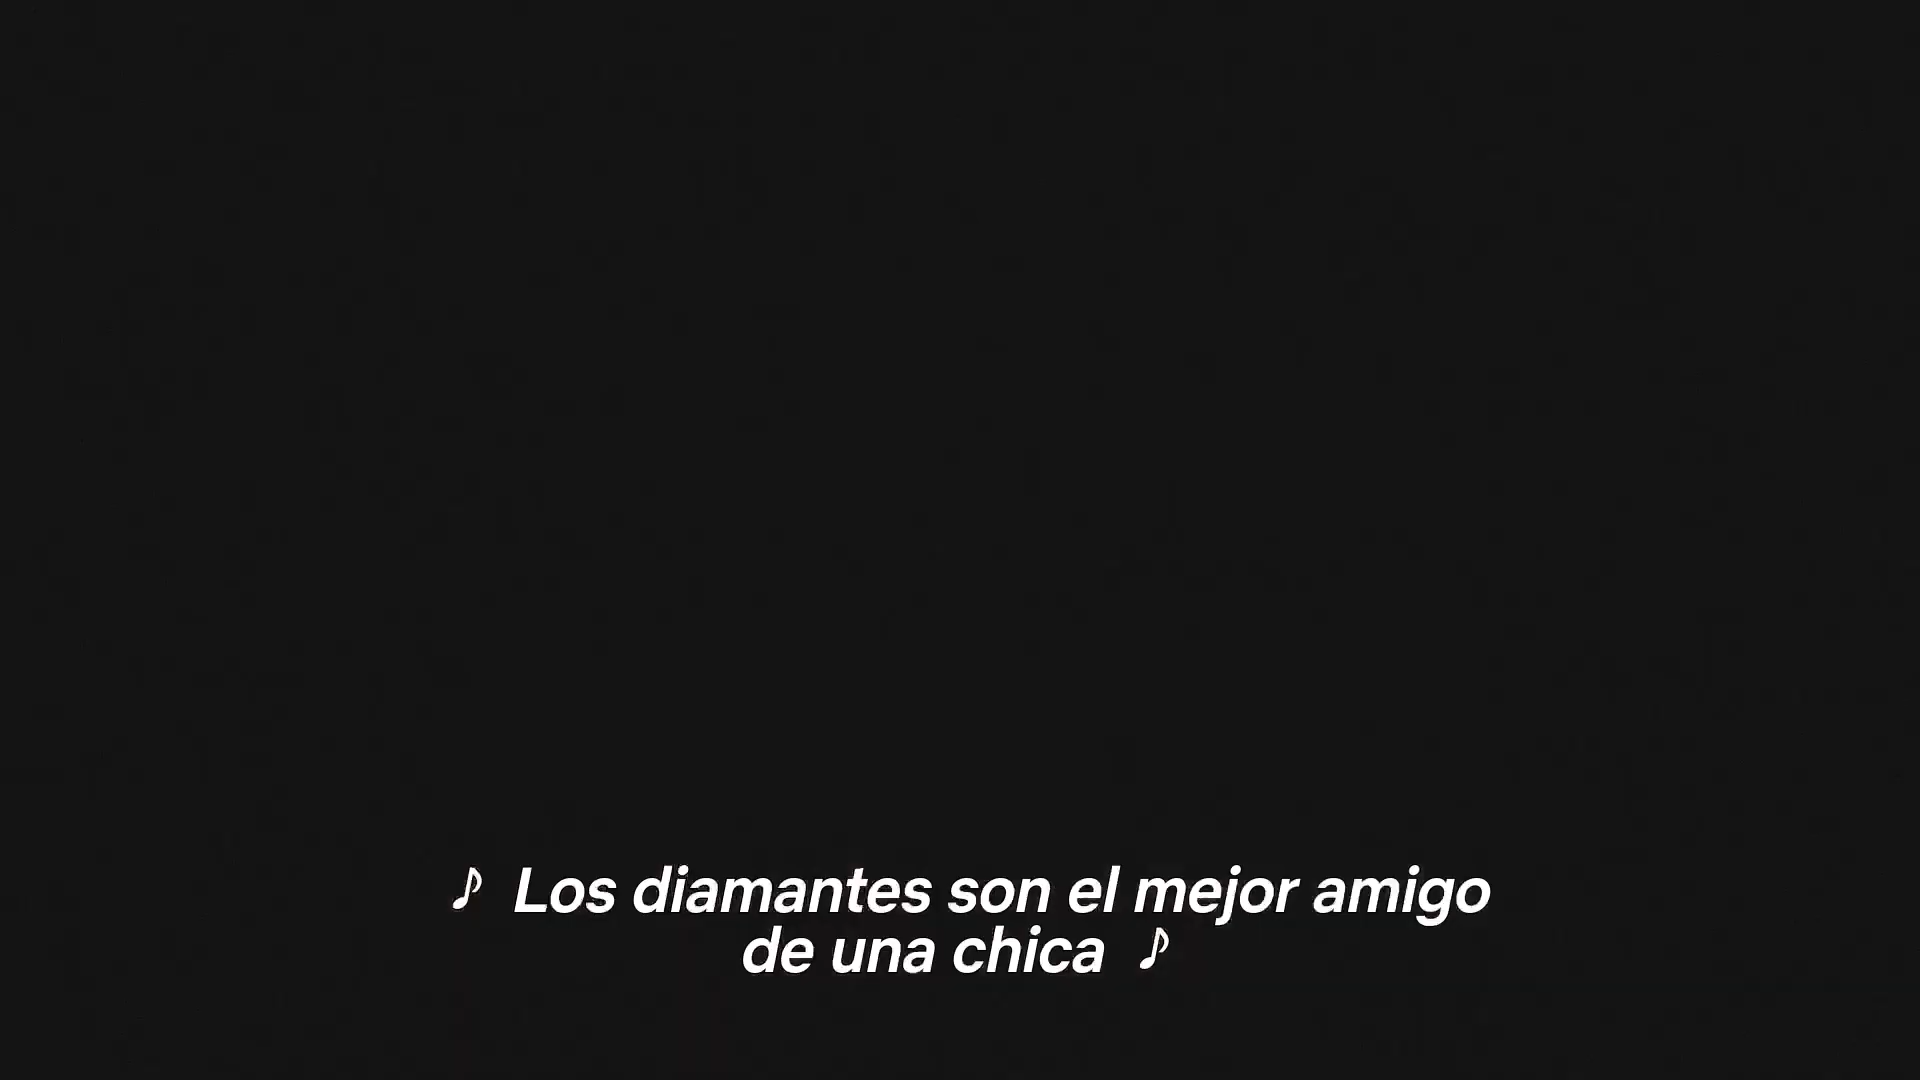 ♪ Los diamantes son el mejor amigo
de una chica ♪